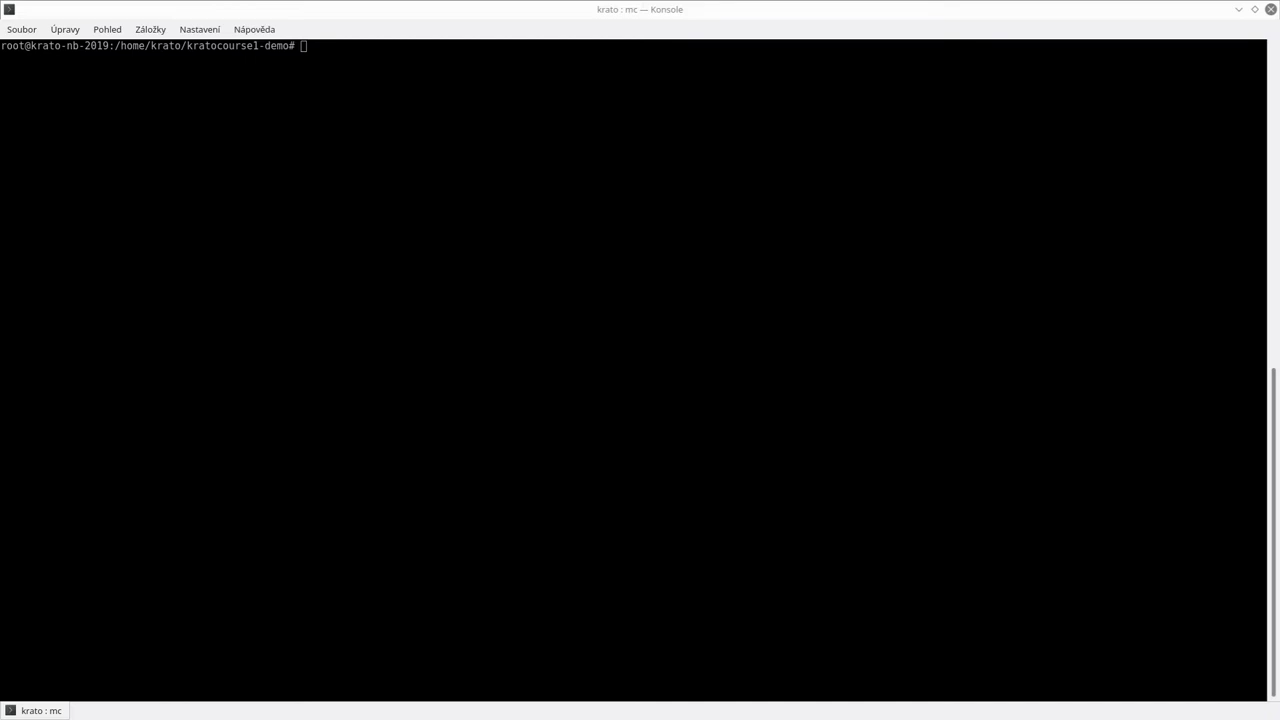 krato : mc — Konsole
Soubor Úpravy Pohled Záložky Nastavení Nápověda
root@krato-nb-2019:/home/krato/kratocourse1-demo#
krato : mc